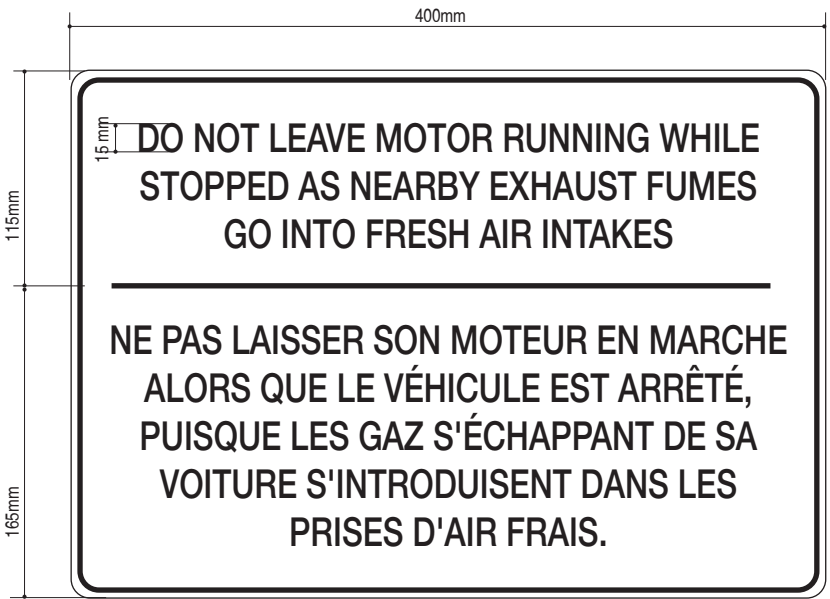 400mm
15 mm
115mm
165mm
DO NOT LEAVE MOTOR RUNNING WHILE
STOPPED AS NEARBY EXHAUST FUMES
GO INTO FRESH AIR INTAKES
NE PAS LAISSER SON MOTEUR EN MARCHE
ALORS QUE LE VÉHICULE EST ARRÊTÉ,
PUISQUE LES GAZ S'ÉCHAPPANT DE SA
VOITURE S'INTRODUISENT DANS LES
PRISES D'AIR FRAIS.